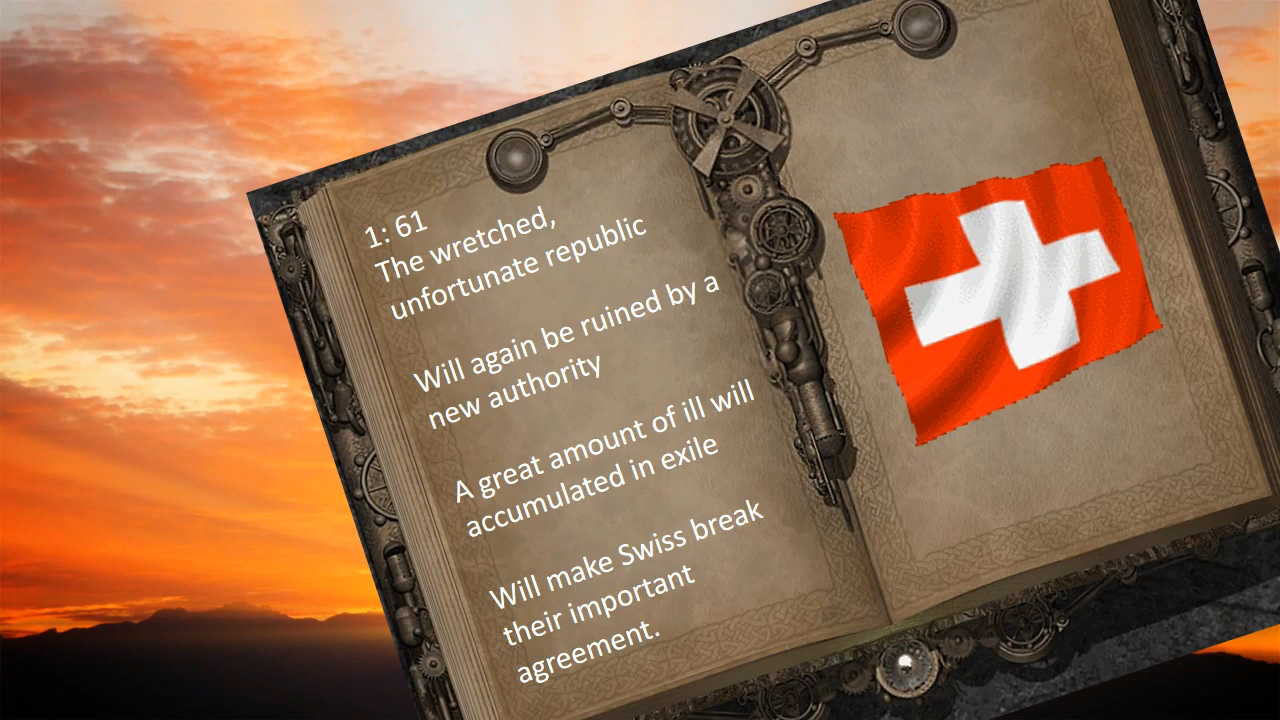 1: 61
The wretched,
unfortunate republic
Will again be ruined by a
new authority
A great amount of ill will
accumulated in exile
Will make Swiss break
their important
agreement.